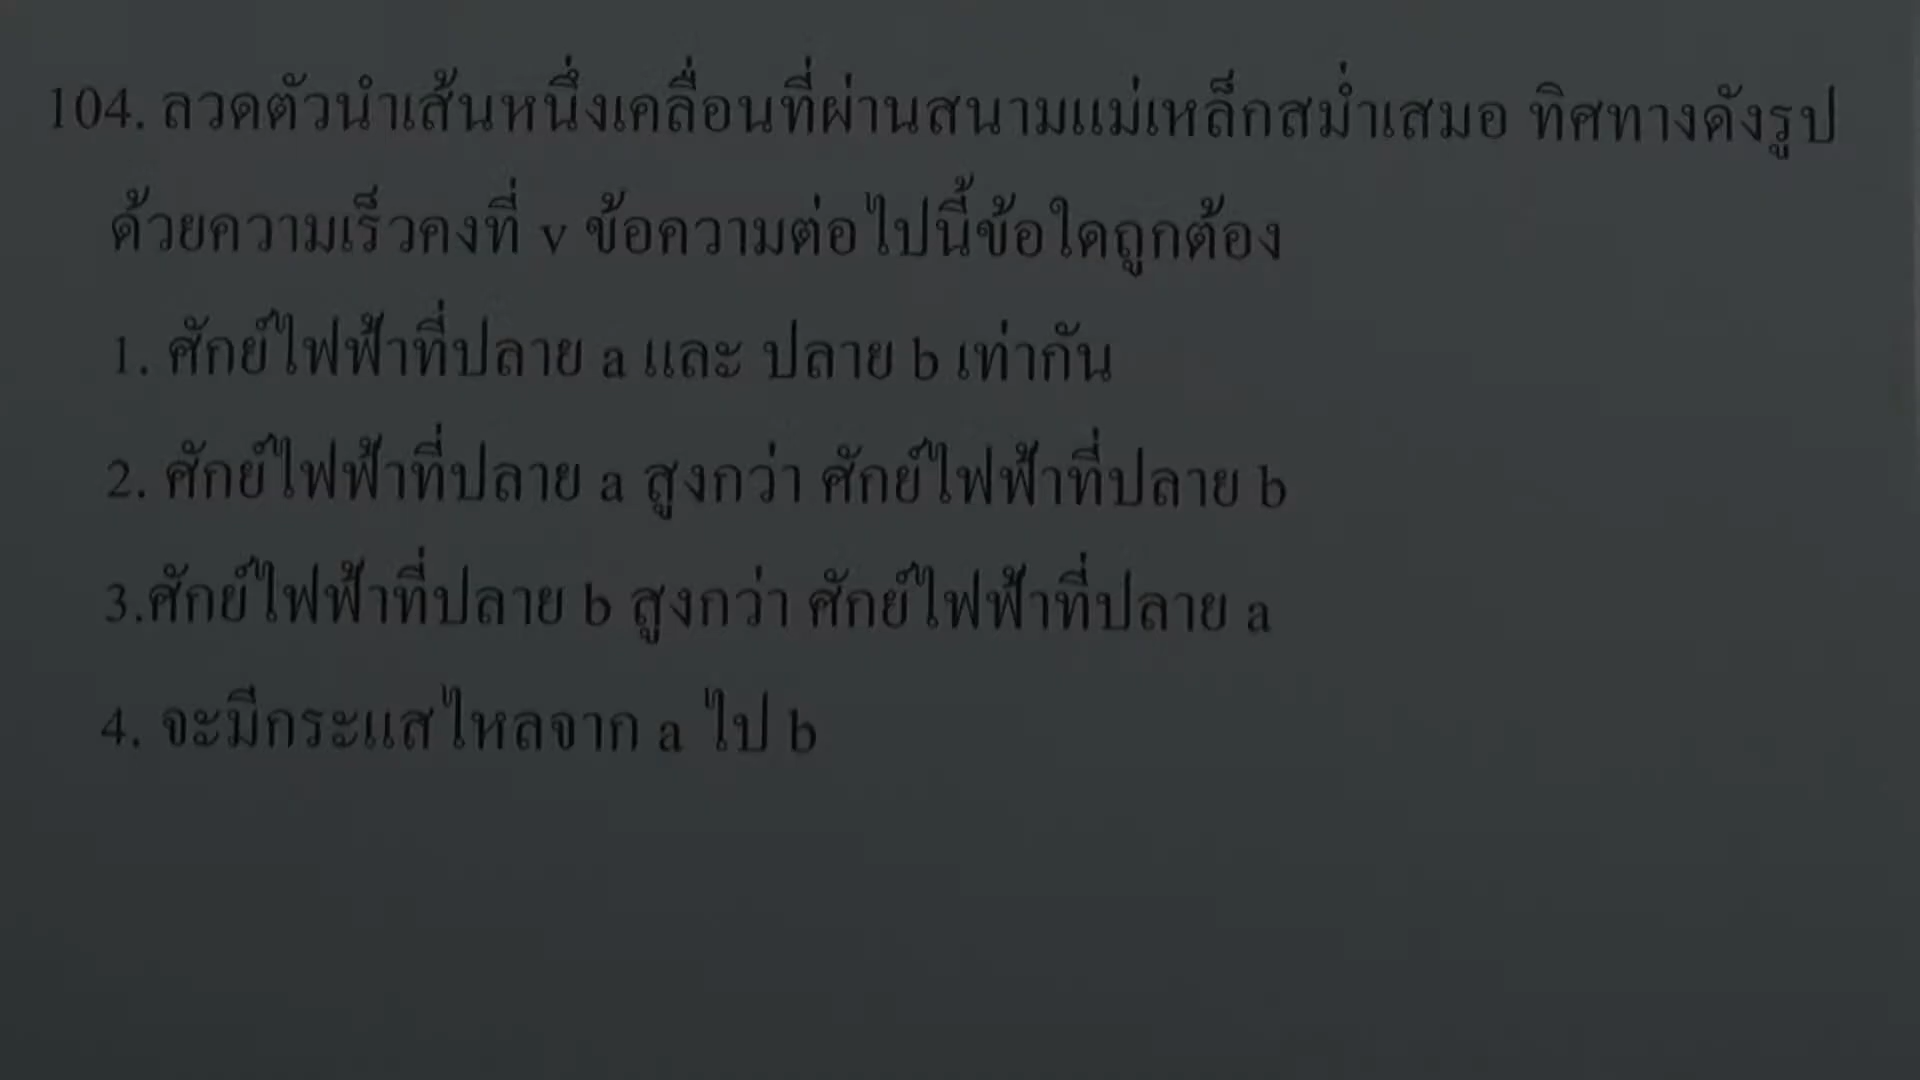 104. ลวดตัวนำเส้นหนึ่งเคลื่อนที่ผ่านสนามแม่เหล็กสม่ำเสมอ ทิศทางดังรูป
ด้วยความเร็วคงที่ v ข้อความต่อไปนี้ข้อใดถูกต้อง
1. ศักย์ไฟฟ้าที่ปลาย a และ ปลาย b เท่ากัน
2. ศักย์ไฟฟ้าที่ปลาย a สูงกว่า ศักย์ไฟฟ้าที่ปลาย b
3.ศักย์ไฟฟ้าที่ปลาย b สูงกว่า ศักย์ไฟฟ้าที่ปลาย a
4. จะมีกระแสไหลจาก a ไป b